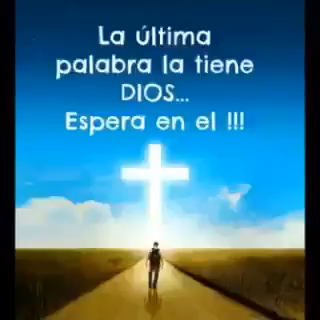 La última
palabra la tiene
DIOS...
Espera en el !!!